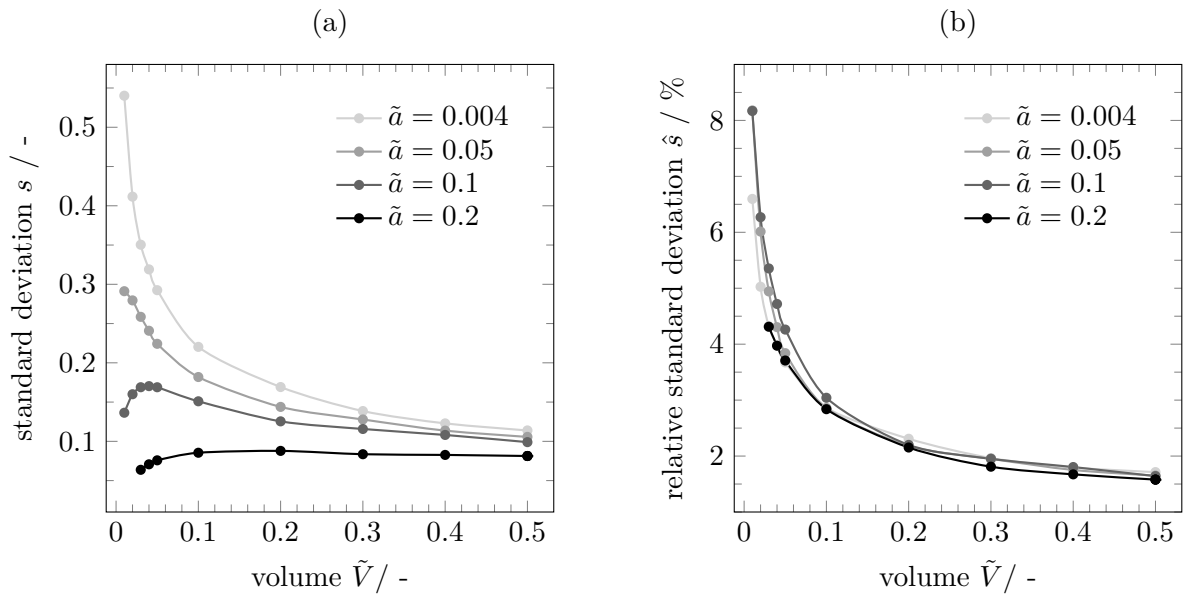 (a)
standard deviation s / -
0.5
0.4
0.3
0.2
0.1
ã = 0.004
ã = 0.05
ã = 0.1
ã = 0.2
0 0.1 0.2 0.3 0.4 0.5
volume Ṽ / -
(b)
relative standard deviation ŝ / %
8
6
4
2
ã = 0.004
ã = 0.05
ã = 0.1
ã = 0.2
0 0.1 0.2 0.3 0.4 0.5
volume Ṽ / -